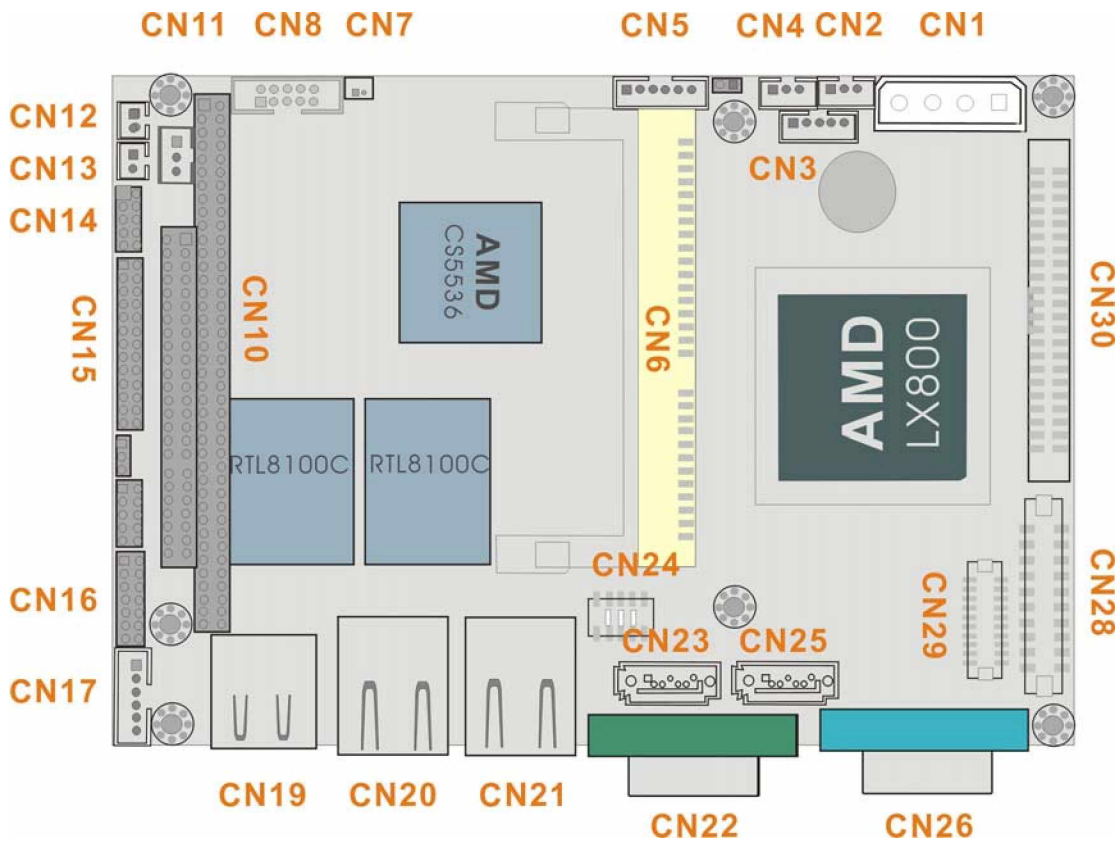 CN11 CN8 CN7 CN5 CN4 CN2 CN1
CN12
CN13
CN3
CN14
AMD
CS5536
CN10
CN15
CN6
AMD
LX800
CN30
RTL8100C RTL8100C
CN24
CN16
CN29
CN28
CN23 CN25
CN17
CN19 CN20 CN21
CN22 CN26